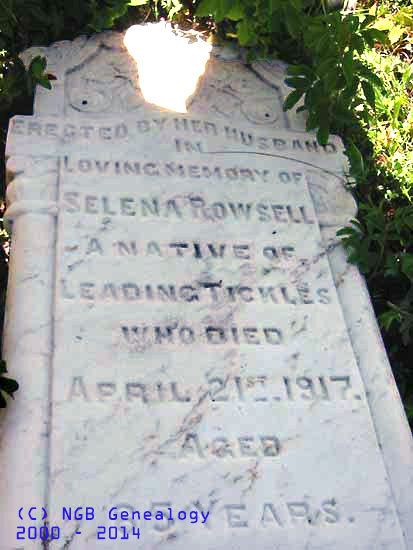 ERECTED BY HER HUSBAND
IN
LOVING MEMORY OF
SELENA ROWSELL
A NATIVE OF
LEADING TICKLES
WHO DIED
APRIL 21ST. 1917.
AGED
YEARS.
(C) NGB Genealogy
2000 - 2014